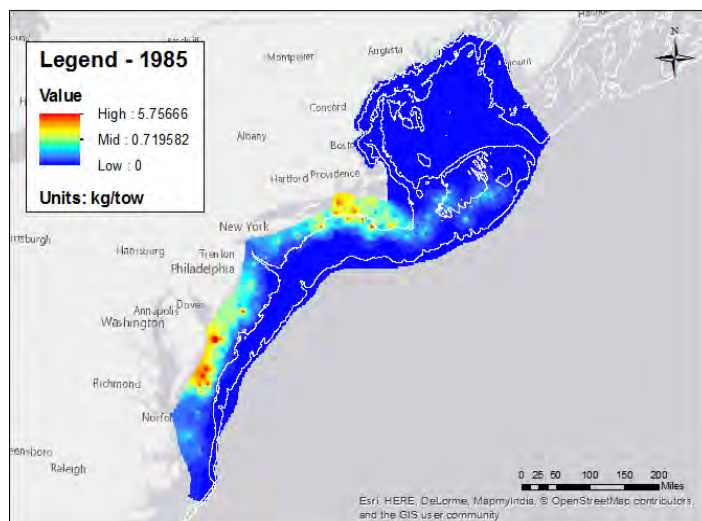 Legend - 1985
Value
High : 5.75666
Mid : 0.719582
Low : 0
Units: kg/tow
Montpelier
Augusta
N
Concord
Albany
Hartford Providence
New York
Harrisburg
Trenton
Philadelphia
Annapolis
Dover
Washington
Richmond
Norfolk
Raleigh
0 25 50 100 150 200
Miles
Esri, HERE, DeLorme, MapmyIndia, © OpenStreetMap contributors,
and the GIS user community